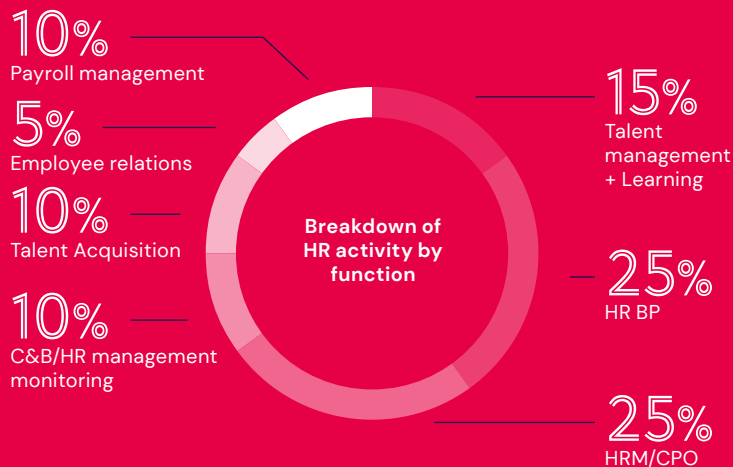 10%
Payroll management
5%
Employee relations
10%
Talent Acquisition
10%
C&B/HR management
monitoring
Breakdown of
HR activity by
function
15%
Talent
management
+ Learning
25%
HR BP
25%
HRM/CPO